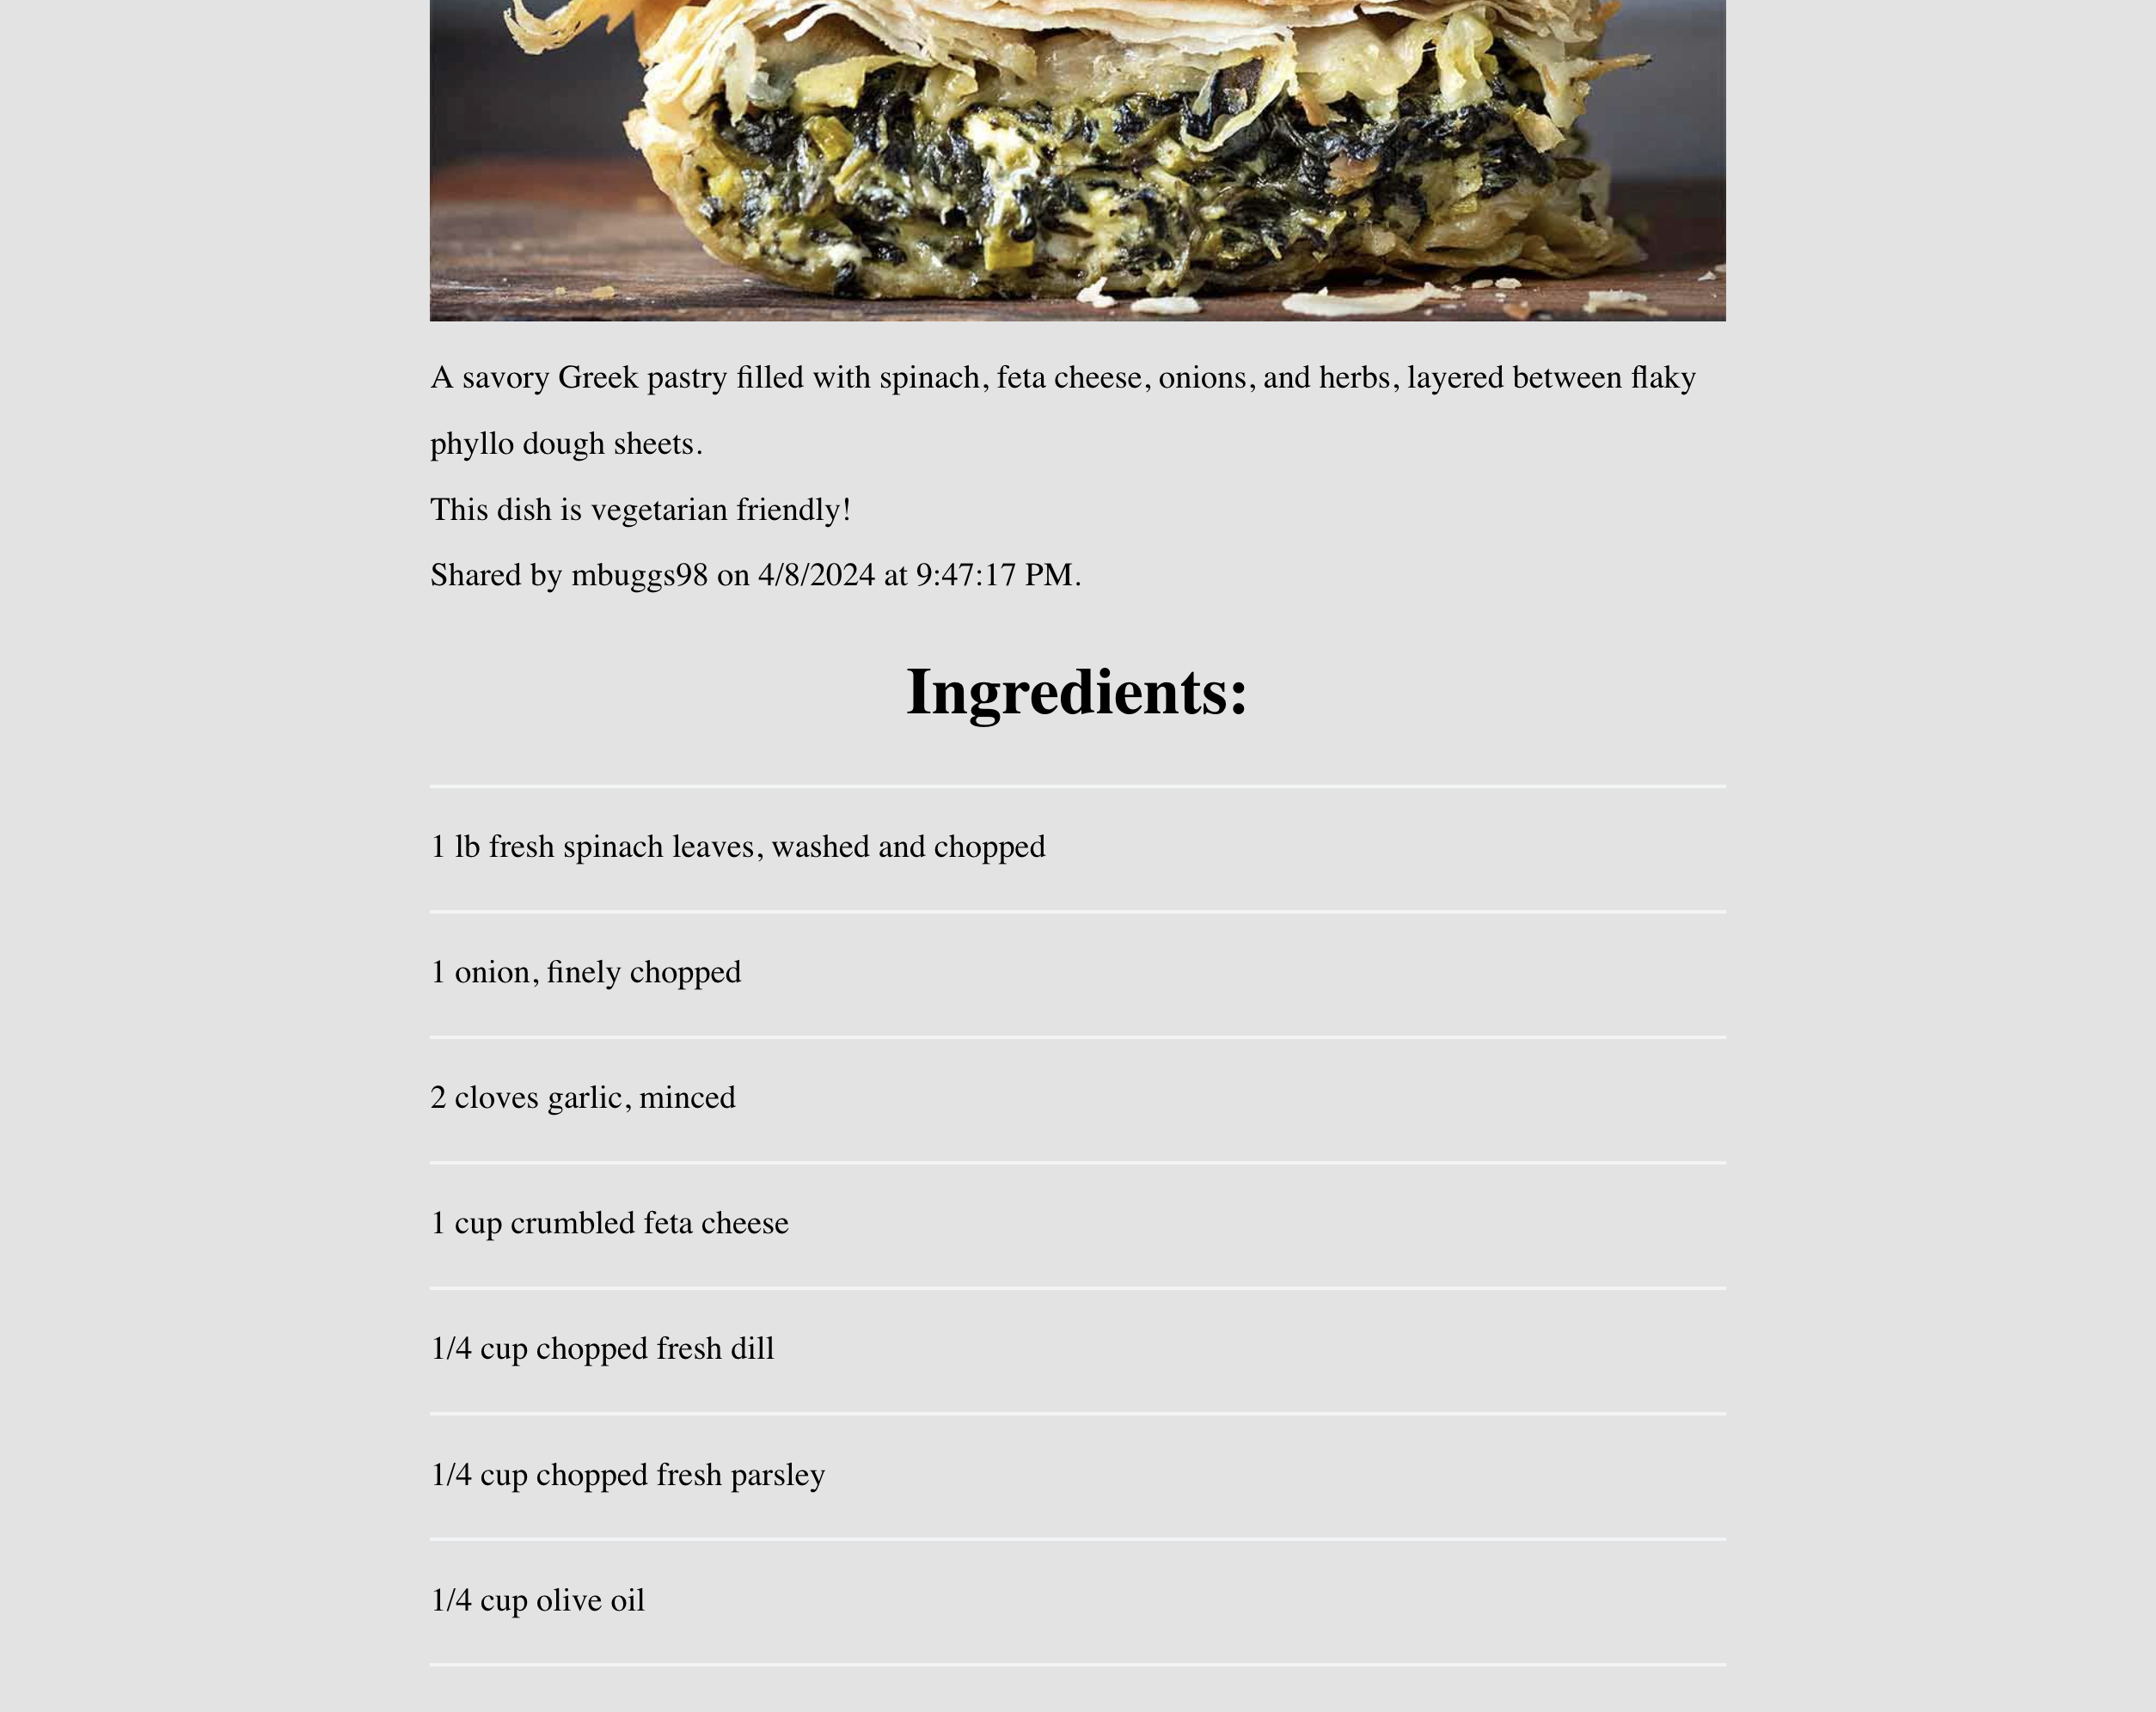 A savory Greek pastry filled with spinach, feta cheese, onions, and herbs, layered between flaky
phyllo dough sheets.
This dish is vegetarian friendly!
Shared by mbuggs98 on 4/8/2024 at 9:47:17 PM.
Ingredients:
1 lb fresh spinach leaves, washed and chopped
1 onion, finely chopped
2 cloves garlic, minced
1 cup crumbled feta cheese
1/4 cup chopped fresh dill
1/4 cup chopped fresh parsley
1/4 cup olive oil